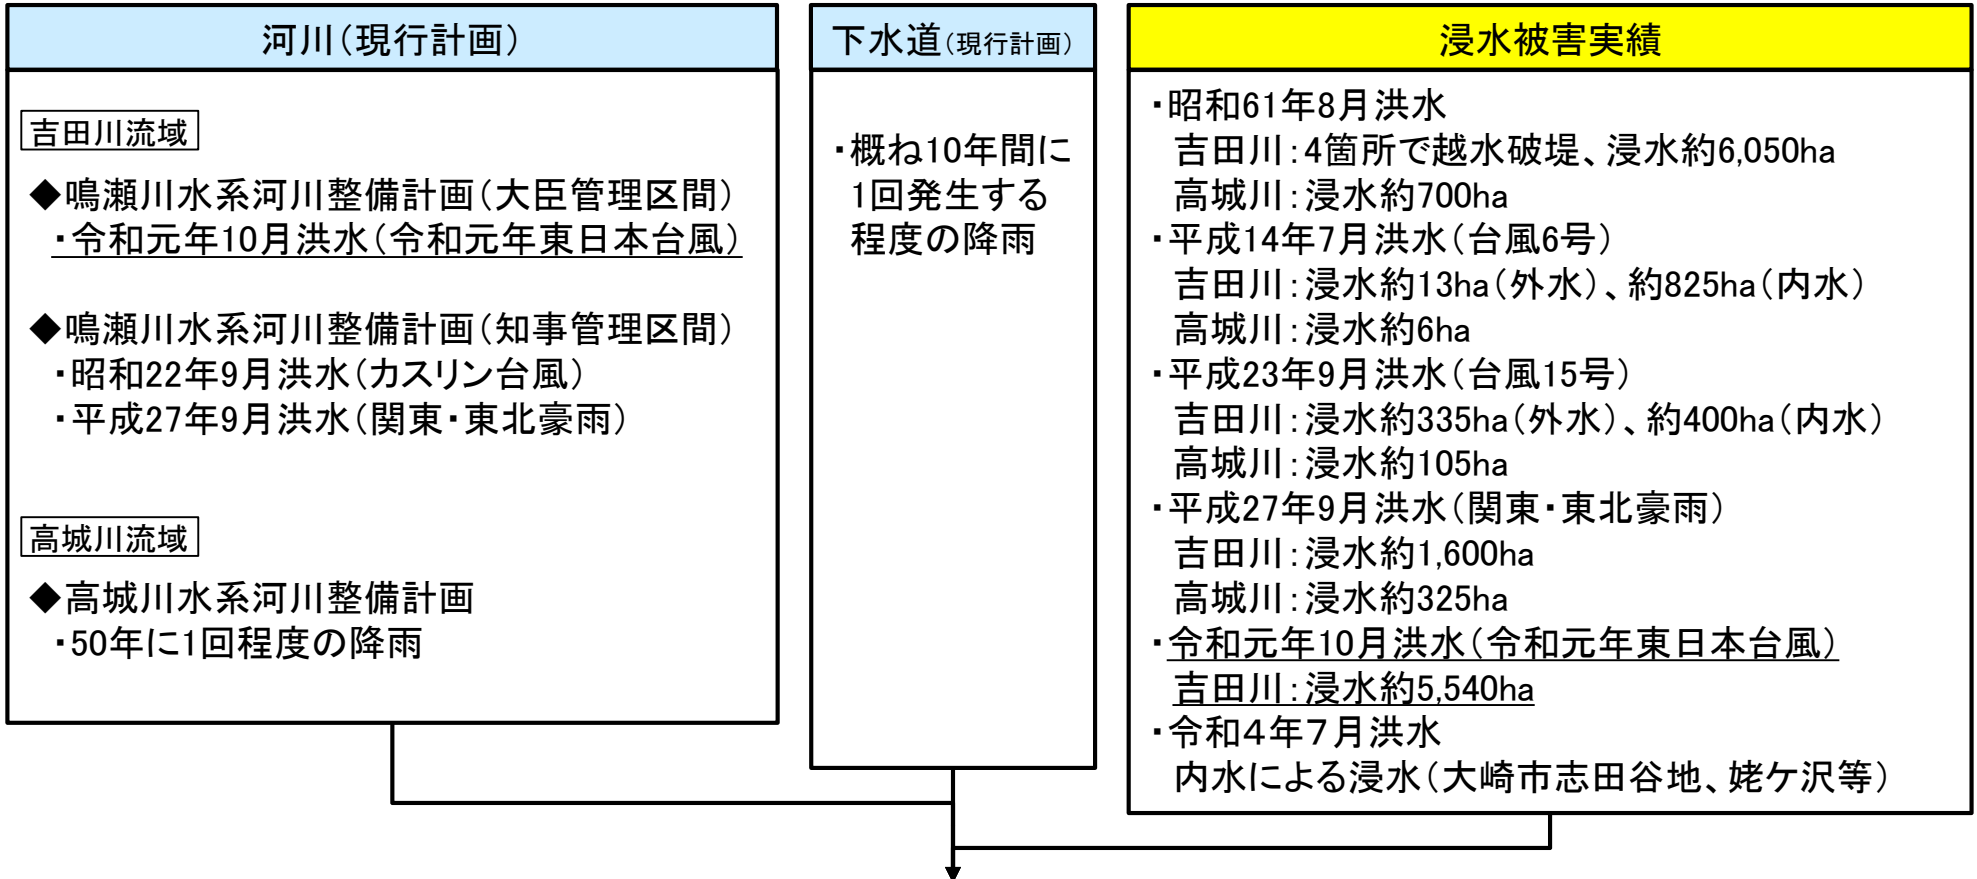 河川（現行計画）
吉田川流域
◆鳴瀬川水系河川整備計画（大臣管理区間）
・令和元年10月洪水（令和元年東日本台風）
◆鳴瀬川水系河川整備計画（知事管理区間）
・昭和22年9月洪水（カスリン台風）
・平成27年9月洪水（関東・東北豪雨）
高城川流域
◆高城川水系河川整備計画
・50年に1回程度の降雨
下水道（現行計画）
・概ね10年間に
1回発生する
程度の降雨
浸水被害実績
・昭和61年8月洪水
吉田川：4箇所で越水破堤、浸水約6,050ha
高城川：浸水約700ha
・平成14年7月洪水（台風6号）
吉田川：浸水約13ha（外水）、約825ha（内水）
高城川：浸水約6ha
・平成23年9月洪水（台風15号）
吉田川：浸水約335ha（外水）、約400ha（内水）
高城川：浸水約105ha
・平成27年9月洪水（関東・東北豪雨）
吉田川：浸水約1,600ha
高城川：浸水約325ha
・令和元年10月洪水（令和元年東日本台風）
吉田川：浸水約5,540ha
・令和４年７月洪水
内水による浸水（大崎市志田谷地、姥ケ沢等）